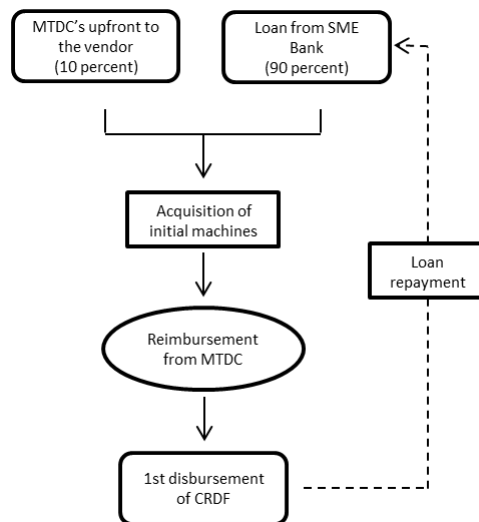 MTDC's upfront to
the vendor
(10 percent)
Loan from SME
Bank
(90 percent)
Acquisition of
initial machines
Loan
repayment
Reimbursement
from MTDC
1st disbursement
of CRDF